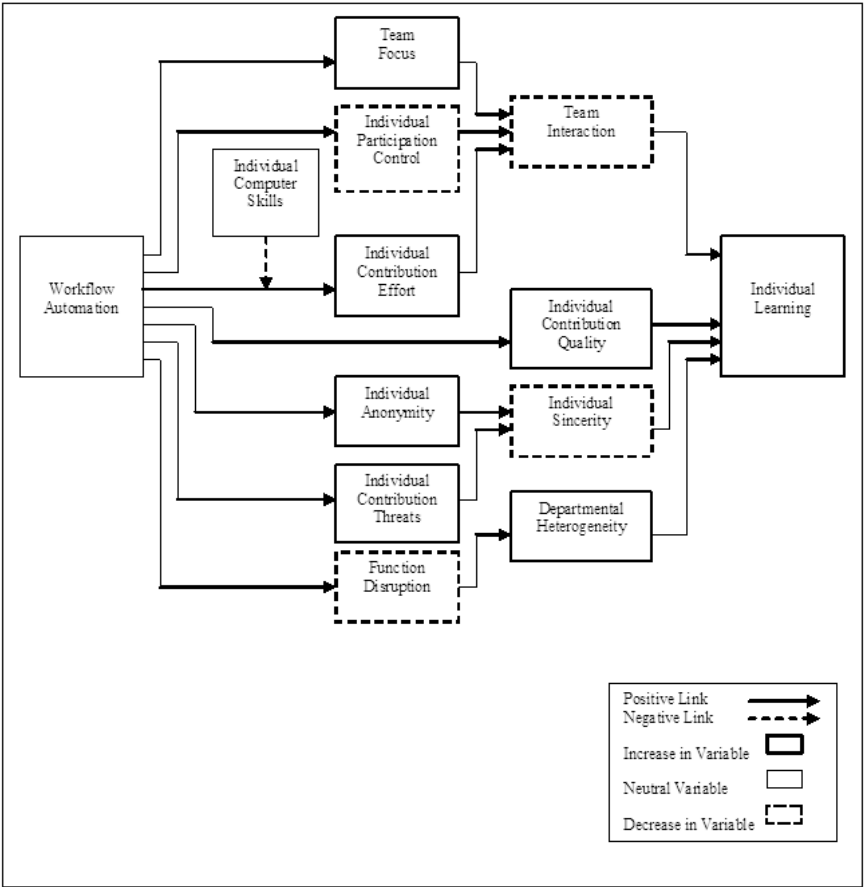 Team
Focus
Individual
Participation
Control
Team
Interaction
Individual
Computer
Skills
Workflow
Automation
Individual
Contribution
Effort
Individual
Learning
Individual
Contribution
Quality
Individual
Anonymity
Individual
Sincerity
Individual
Contribution
Threats
Departmental
Heterogeneity
Function
Disruption
Positive Link
Negative Link
Increase in Variable
Neutral Variable
Decrease in Variable